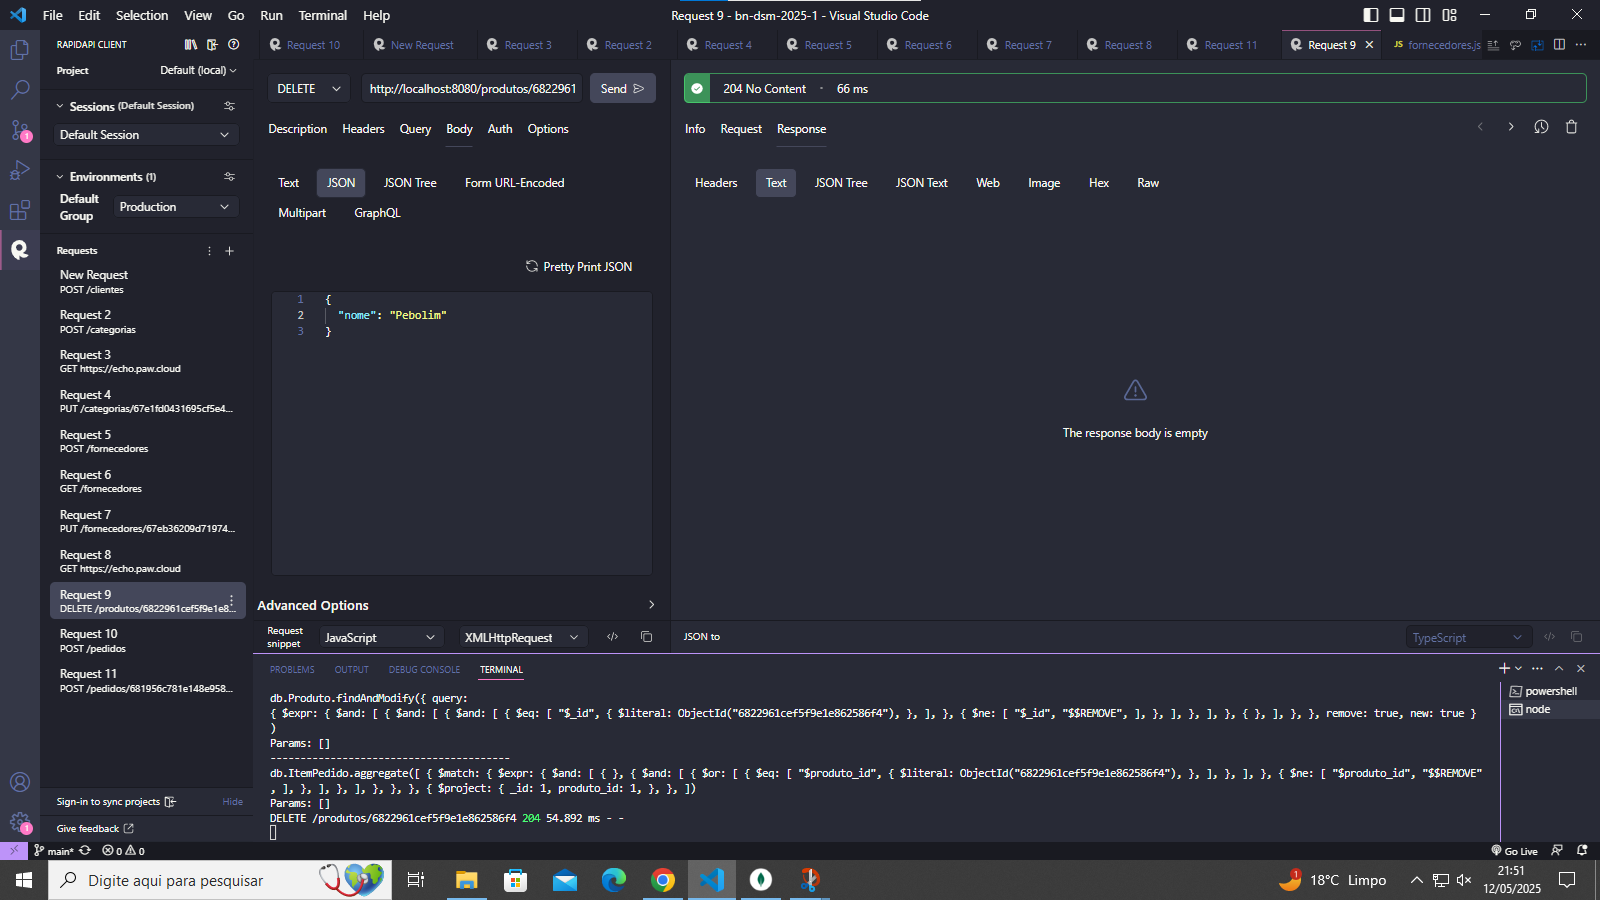 File Edit Selection View Go Run Terminal Help
Request 9 - bn-dsm-2025-1 - Visual Studio Code
RAPIDAPI CLIENT
Request 10 New Request Request 3 Request 2 Request 4 Request 5 Request 6 Request 7 Request 8 Request 11 Request 9 JS fornecedores.js
Project Default (local)
Sessions (Default Session)
Default Session
Environments (1)
Default Group Production
Requests
New Request
POST /clientes
Request 2
POST /categorias
Request 3
GET https://echo.paw.cloud
Request 4
PUT /categorias/67e1fd0431695cf5e4...
Request 5
POST /fornecedores
Request 6
GET /fornecedores
Request 7
PUT /fornecedores/67eb36209d71974...
Request 8
GET https://echo.paw.cloud
Request 9
DELETE /produtos/6822961cef5f9e1e8...
Request 10
POST /pedidos
Request 11
POST /pedidos/681956c781e148e958...
Sign-in to sync projects Hide
Give feedback
1
1
DELETE http://localhost:8080/produtos/6822961 Send
Description Headers Query Body Auth Options
Text JSON JSON Tree Form URL-Encoded
Multipart GraphQL
Pretty Print JSON
1 {
2 "nome": "Pebolim"
3 }
Advanced Options
Request snippet JavaScript XMLHttpRequest
204 No Content · 66 ms
Info Request Response
Headers Text JSON Tree JSON Text Web Image Hex Raw
The response body is empty
JSON to TypeScript
PROBLEMS OUTPUT DEBUG CONSOLE TERMINAL
db.Produto.findAndModify({ query:
{ $expr: { $and: [ { $and: [ { $and: [ { $eq: [ "$_id", { $literal: ObjectId("6822961cef5f9e1e862586f4"), }, ], }, { $ne: [ "$_id", "$$REMOVE", ], }, ], }, ], }, { }, ], }, }, remove: true, new: true }
)
Params: []
----------------------------------------
db.ItemPedido.aggregate([ { $match: { $expr: { $and: [ { }, { $and: [ { $or: [ { $eq: [ "$produto_id", { $literal: ObjectId("6822961cef5f9e1e862586f4"), }, ], }, ], }, { $ne: [ "$produto_id", "$$REMOVE"
, ], }, ], }, ], }, }, }, { $project: { _id: 1, produto_id: 1, }, }, ])
Params: []
DELETE /produtos/6822961cef5f9e1e862586f4 204 54.892 ms - -
powershell
node
main* 0 0 Go Live
Digite aqui para pesquisar
1
18°C Limpo
21:51
12/05/2025